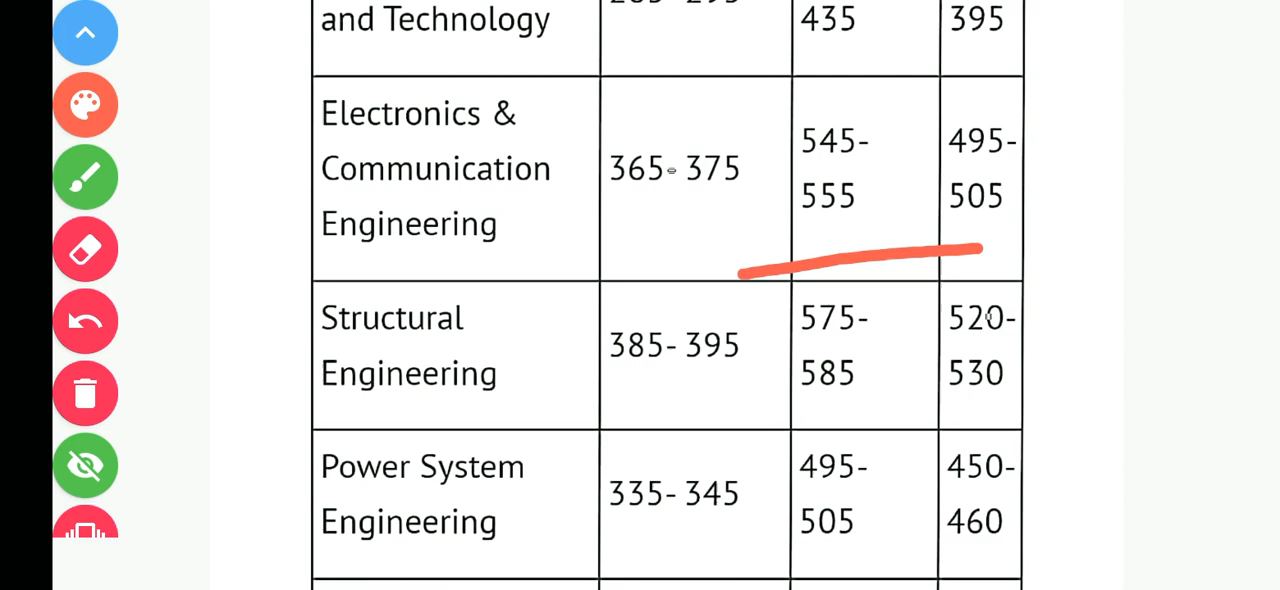 and Technology
435
395
Electronics &
Communication
Engineering
365- 375
545-
555
495-
505
Structural
Engineering
385- 395
575-
585
520-
530
Power System
Engineering
335- 345
495-
505
450-
460